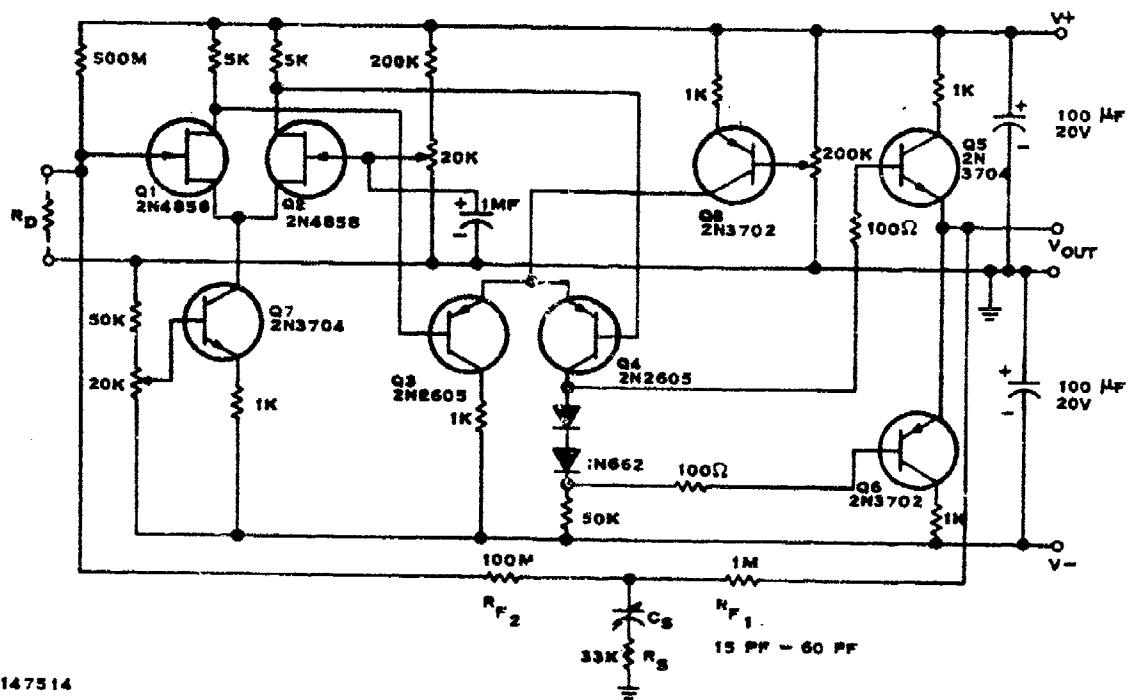 V+
500M
5K
5K
200K
1K
1K
100 µF
20V
+
-
Q1
2N4858
Q2
2N4858
20K
+
1MF
-
Q8
2N3702
200K
Q5
2N
3704
100Ω
RD
VOUT
50K
Q7
2N3704
20K
1K
Q3
2N2605
1K
Q4
2N2605
+
100 µF
20V
-
1N662
100Ω
50K
Q6
2N3702
1K
V-
100M
RF2
1M
RF1
CS
15 PF - 60 PF
33K
RS
147514